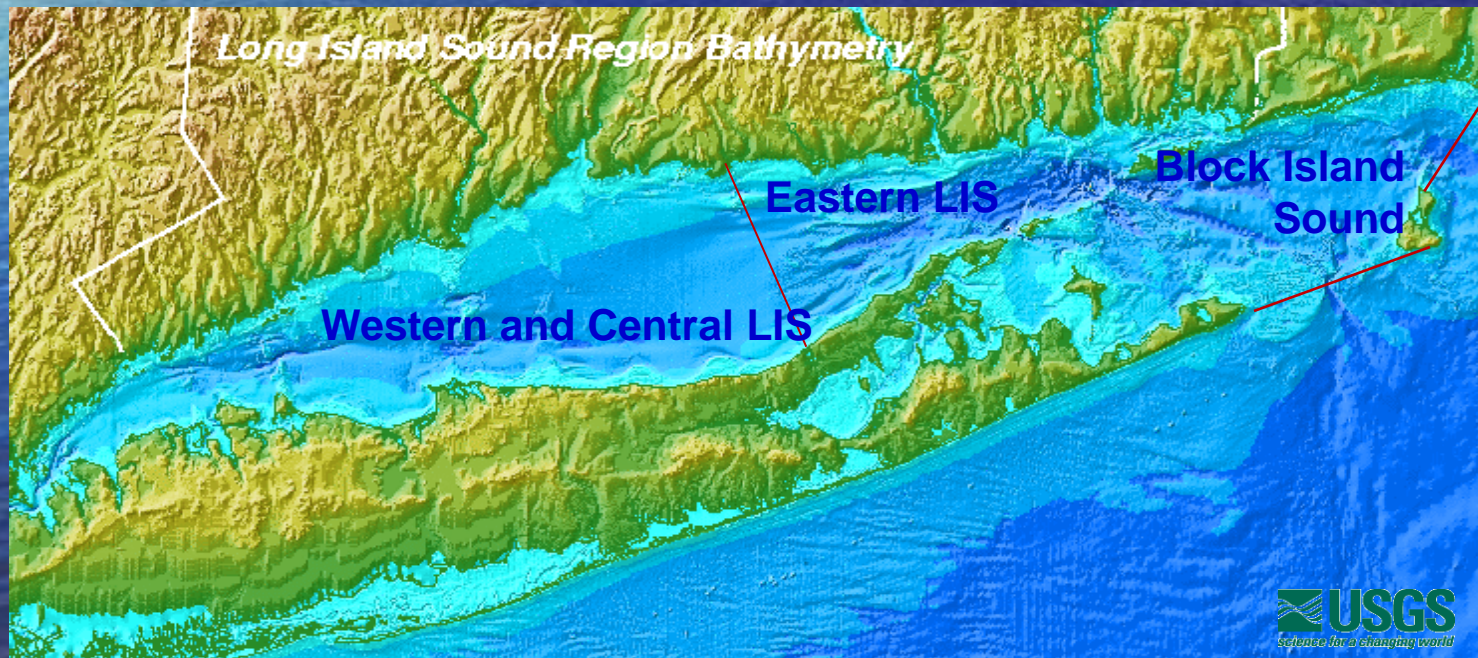 Long Island Sound Region Bathymetry
Block Island
Sound
Eastern LIS
Western and Central LIS
USGS
science for a changing world